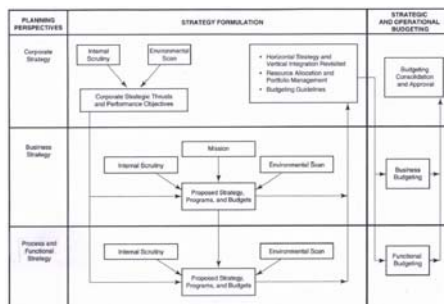 PLANNING
PERSPECTIVES
STRATEGY FORMULATION
STRATEGIC
AND OPERATIONAL
BUDGETING
Corporate
Strategy
Internal
Scrutiny
Environmental
Scan
Corporate Strategic Thrusts
and Performance Objectives
• Horizontal Strategy and
Vertical Integration Revisited
• Resource Allocation and
Portfolio Management
• Budgeting Guidelines
Budgeting
Consolidation
and Approval
Business
Strategy
Mission
Internal Scrutiny
Environmental Scan
Proposed Strategy,
Programs, and Budgets
Business
Budgeting
Process and
Functional
Strategy
Internal Scrutiny
Environmental Scan
Proposed Strategy,
Programs, and Budgets
Functional
Budgeting